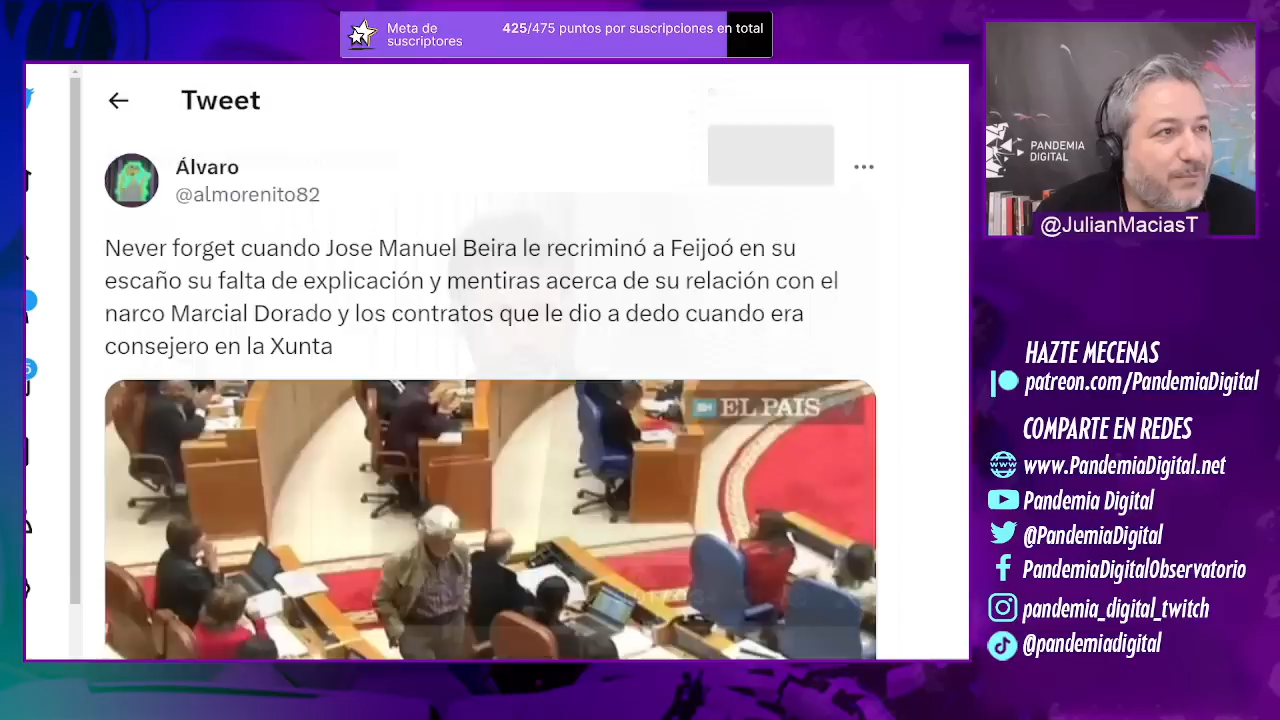 Meta de
suscriptores
425/475 puntos por suscripciones en total
Tweet
Álvaro
@almorenito82
Never forget cuando Jose Manuel Beira le recriminó a Feijoó en su
escaño su falta de explicación y mentiras acerca de su relación con el
narco Marcial Dorado y los contratos que le dio a dedo cuando era
consejero en la Xunta
EL PAIS
PANDEMIA
DIGITAL
@JulianMaciasT
HAZTE MECENAS
patreon.com/PandemiaDigital
COMPARTE EN REDES
www.PandemiaDigital.net
Pandemia Digital
@PandemiaDigital
PandemiaDigitalObservatorio
pandemia_digital_twitch
@pandemiadigital